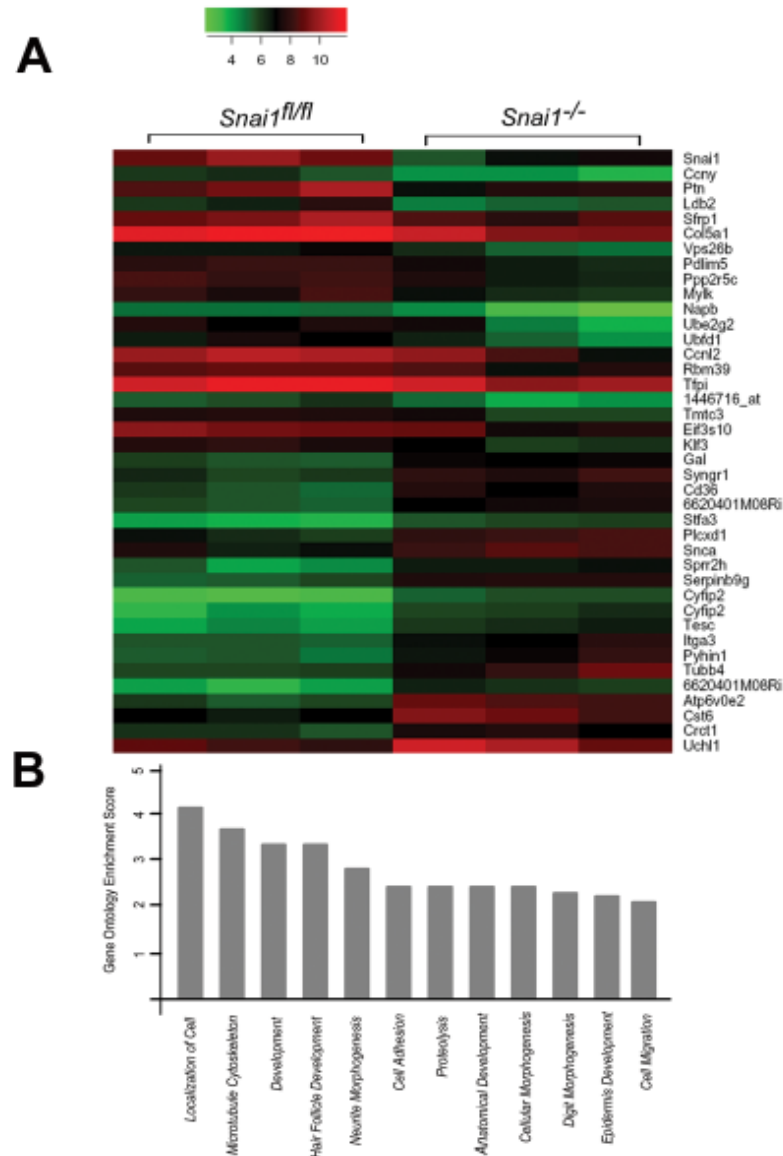 A
4 6 8 10
Snai1fl/fl Snai1-/-
Snai1
Ccny
Ptn
Ldb2
Sfrp1
Col5a1
Vps26b
Pdlim5
Ppp2r5c
Mylk
Napb
Ube2g2
Ubfd1
Ccnl2
Rbm39
Tfpi
1446716_at
Tmtc3
Eif3s10
Klf3
Gal
Syngr1
Cd36
6620401M08Ri
Stfa3
Plcxd1
Snca
Sprr2h
Serpinb9g
Cyfip2
Cyfip2
Tesc
Itga3
Pyhin1
Tubb4
6620401M08Ri
Atp6v0e2
Cst6
Crct1
Uchl1
B
Gene Ontology Enrichment Score
5
4
3
2
1
Localization of Cell
Microtubule Cytoskeleton
Development
Hair Follicle Development
Neurite Morphogenesis
Cell Adhesion
Proteolysis
Anatomical Development
Cellular Morphogenesis
Digit Morphogenesis
Epidermis Development
Cell Migration